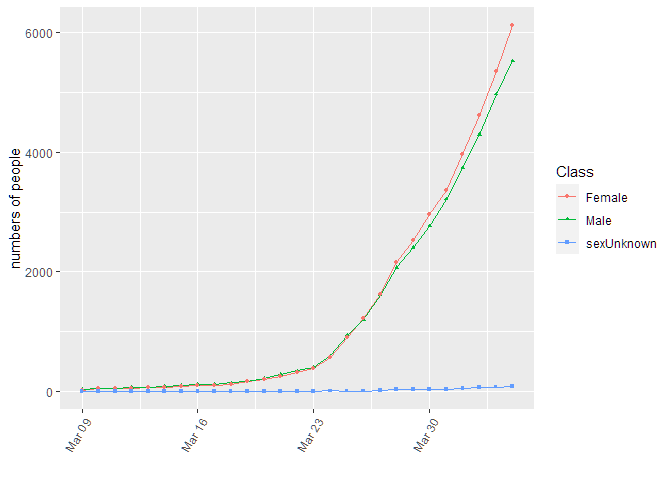 6000
4000
2000
0
numbers of people
Mar 09
Mar 16
Mar 23
Mar 30
Class
Female
Male
sexUnknown